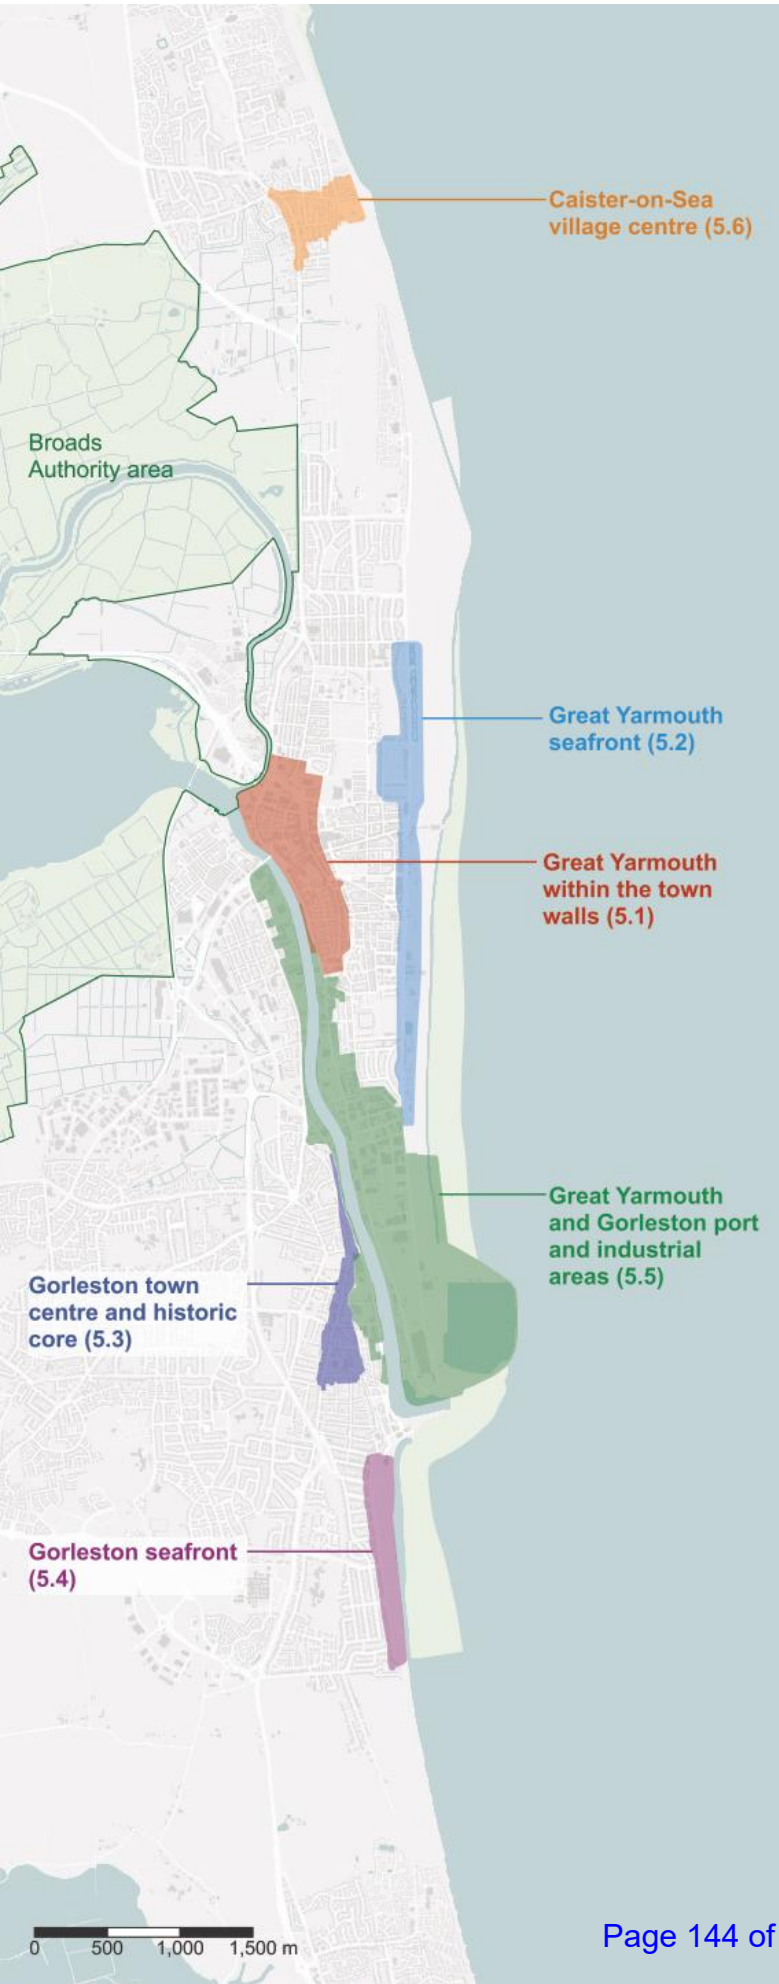 Caister-on-Sea
village centre (5.6)
Broads
Authority area
Great Yarmouth
seafront (5.2)
Great Yarmouth
within the town
walls (5.1)
Great Yarmouth
and Gorleston port
and industrial
areas (5.5)
Gorleston town
centre and historic
core (5.3)
Gorleston seafront
(5.4)
0 500 1,000 1,500 m
Page 144 of